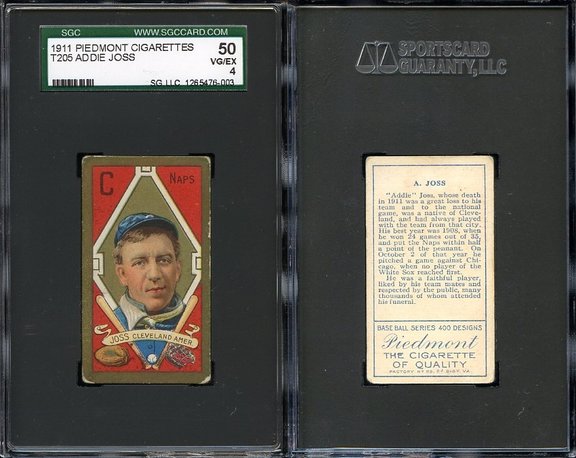 SGC
WWW.SGCCARD.COM
1911 PIEDMONT CIGARETTES
T205 ADDIE JOSS
50
VG/EX
4
SG LLC 1265476-003
C
NAPS
JOSS CLEVELAND AMER
SPORTSCARD
GUARANTY, LLC
A. JOSS
"Addie" Joss, whose death
in 1911 was a great loss to his
team and to the national
game, was a native of Cleve-
land, and had always played
with the team from that city.
His best year was 1908, when
he won 24 games out of 35,
and put the Naps within half
a point of the pennant. On
October 2 of that year he
pitched a game against Chi-
cago, when no player of the
White Sox reached first.
He was a faithful player,
liked by his team mates and
respected by the public, many
thousands of whom attended
his funeral.
BASE BALL SERIES 400 DESIGNS
Piedmont
THE CIGARETTE
OF QUALITY
FACTORY Nº 25, 2ª DIST. VA.